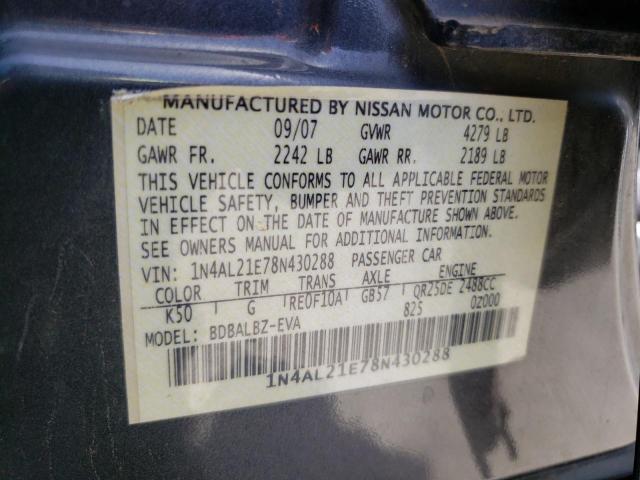 MANUFACTURED BY NISSAN MOTOR CO., LTD.
DATE 09/07 GVWR 4279 LB
GAWR FR. 2242 LB GAWR RR. 2189 LB
THIS VEHICLE CONFORMS TO ALL APPLICABLE FEDERAL MOTOR
VEHICLE SAFETY, BUMPER AND THEFT PREVENTION STANDARDS
IN EFFECT ON THE DATE OF MANUFACTURE SHOWN ABOVE.
SEE OWNERS MANUAL FOR ADDITIONAL INFORMATION.
VIN: 1N4AL21E78N430288 PASSENGER CAR
COLOR TRIM TRANS AXLE ENGINE
K50 G RE0F10A GB57 QR25DE 2488CC
MODEL: BDBALBZ-EVA 825 0Z000
1N4AL21E78N430288